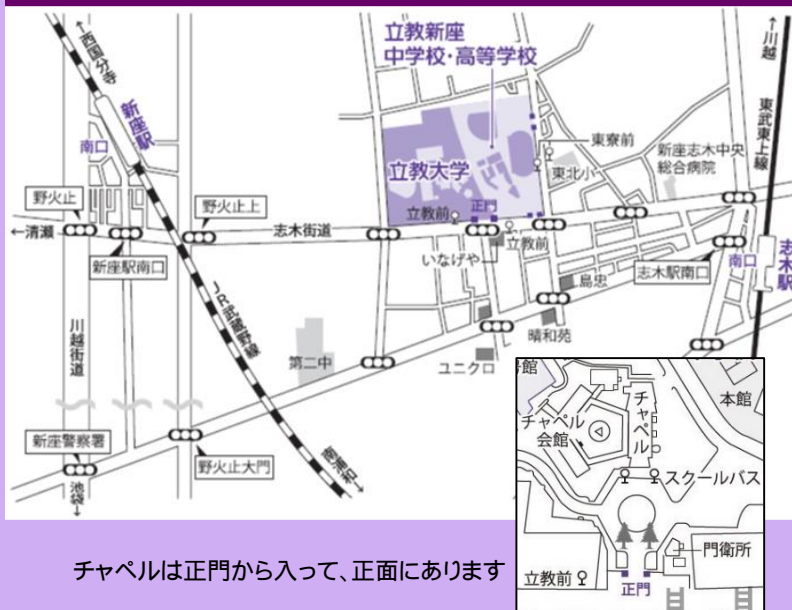 立教新座
中学校・高等学校
↑西国分寺
新座駅
南口
↑川越
東武東上線
東寮前
新座志木中央
総合病院
東北小
立教大学
正門
立教前
野火止
野火止上
←清瀬
志木街道
新座駅南口
いなげや
立教前
島忠
志木駅南口
南口
志木駅
JR武蔵野線
川越街道
晴和苑
ユニクロ
第二中
新座警察署
野火止大門
池袋↓
南浦和↓
号館
チャペル
本館
チャペル
会館
スクールバス
門衛所
立教前
正門
チャペルは正門から入って、正面にあります